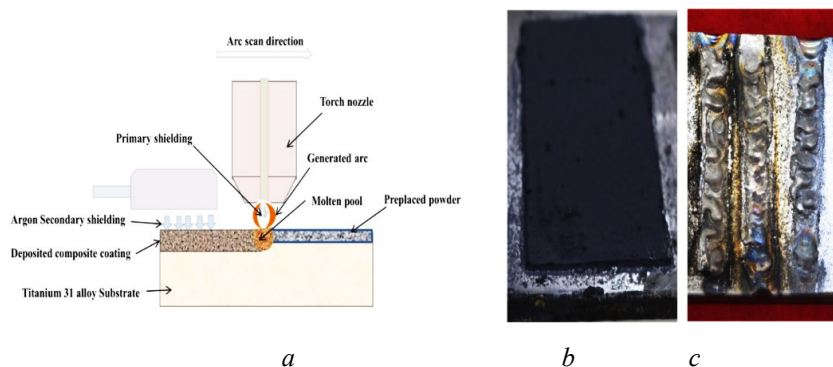 Arc scan direction
Torch nozzle
Primary shielding
Generated arc
Molten pool
Preplaced powder
Argon Secondary shielding
Deposited composite coating
Titanium 31 alloy Substrate
a b c